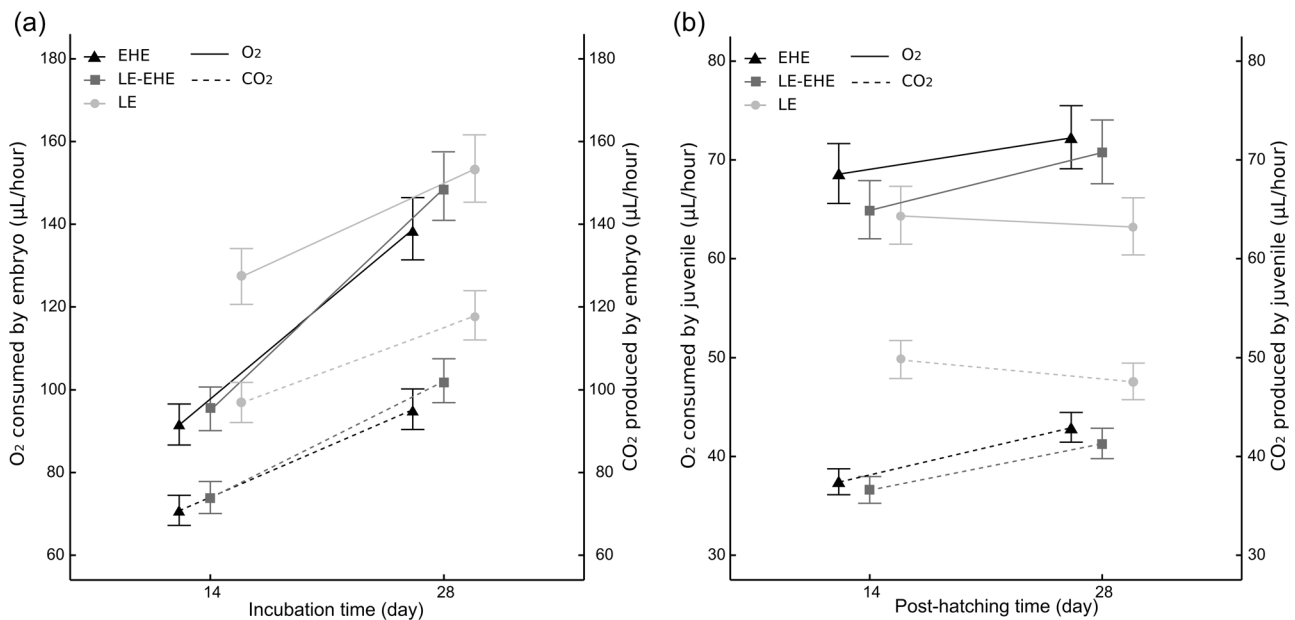 (a)
180
160
140
120
100
80
60
O2 consumed by embryo (µL/hour)
EHE
LE-EHE
LE
O2
CO2
180
160
140
120
100
80
60
CO2 produced by embryo (µL/hour)
14
28
Incubation time (day)
(b)
80
70
60
50
40
30
O2 consumed by juvenile (µL/hour)
EHE
LE-EHE
LE
O2
CO2
80
70
60
50
40
30
CO2 produced by juvenile (µL/hour)
14
28
Post-hatching time (day)